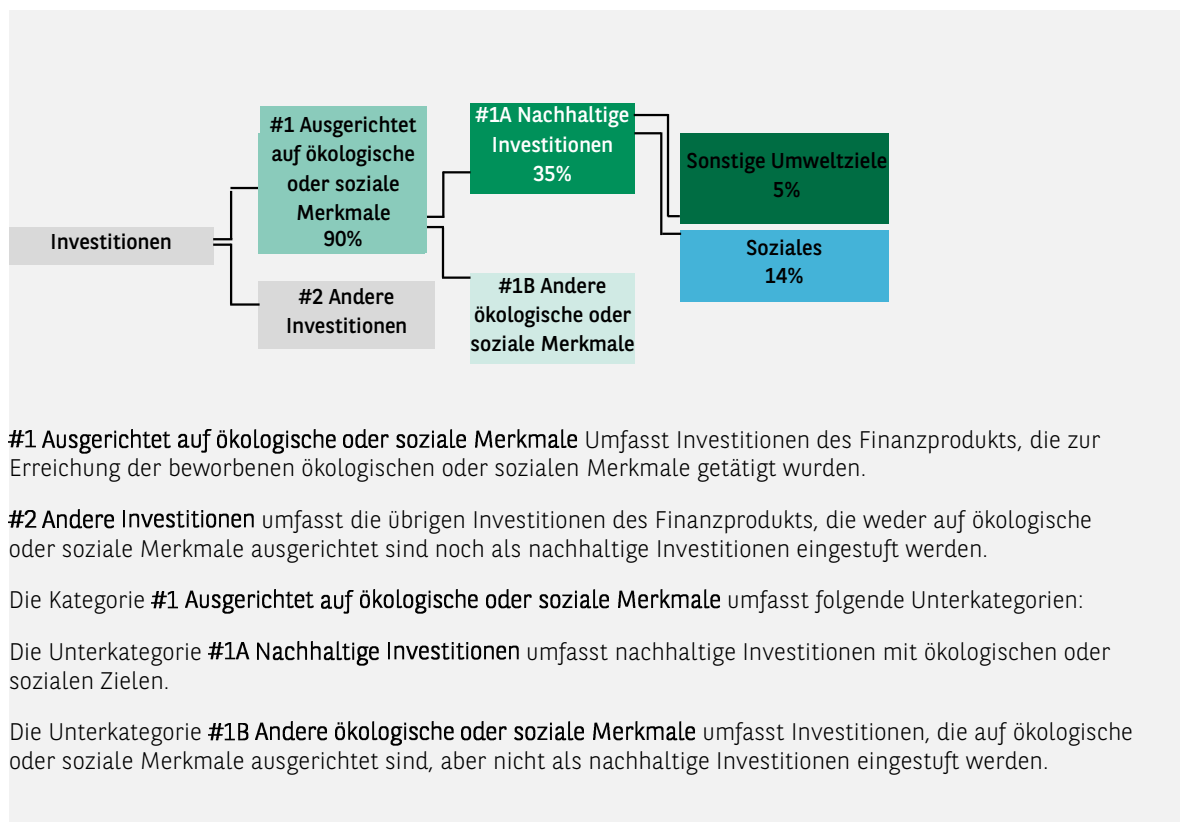 #1 Ausgerichtet
auf ökologische
oder soziale
Merkmale
90%
#1A Nachhaltige
Investitionen
35%
Sonstige Umweltziele
5%
Investitionen
Soziales
14%
#2 Andere
Investitionen
#1B Andere
ökologische oder
soziale Merkmale
#1 Ausgerichtet auf ökologische oder soziale Merkmale Umfasst Investitionen des Finanzprodukts, die zur
Erreichung der beworbenen ökologischen oder sozialen Merkmale getätigt wurden.
#2 Andere Investitionen umfasst die übrigen Investitionen des Finanzprodukts, die weder auf ökologische
oder soziale Merkmale ausgerichtet sind noch als nachhaltige Investitionen eingestuft werden.
Die Kategorie #1 Ausgerichtet auf ökologische oder soziale Merkmale umfasst folgende Unterkategorien:
Die Unterkategorie #1A Nachhaltige Investitionen umfasst nachhaltige Investitionen mit ökologischen oder
sozialen Zielen.
Die Unterkategorie #1B Andere ökologische oder soziale Merkmale umfasst Investitionen, die auf ökologische
oder soziale Merkmale ausgerichtet sind, aber nicht als nachhaltige Investitionen eingestuft werden.